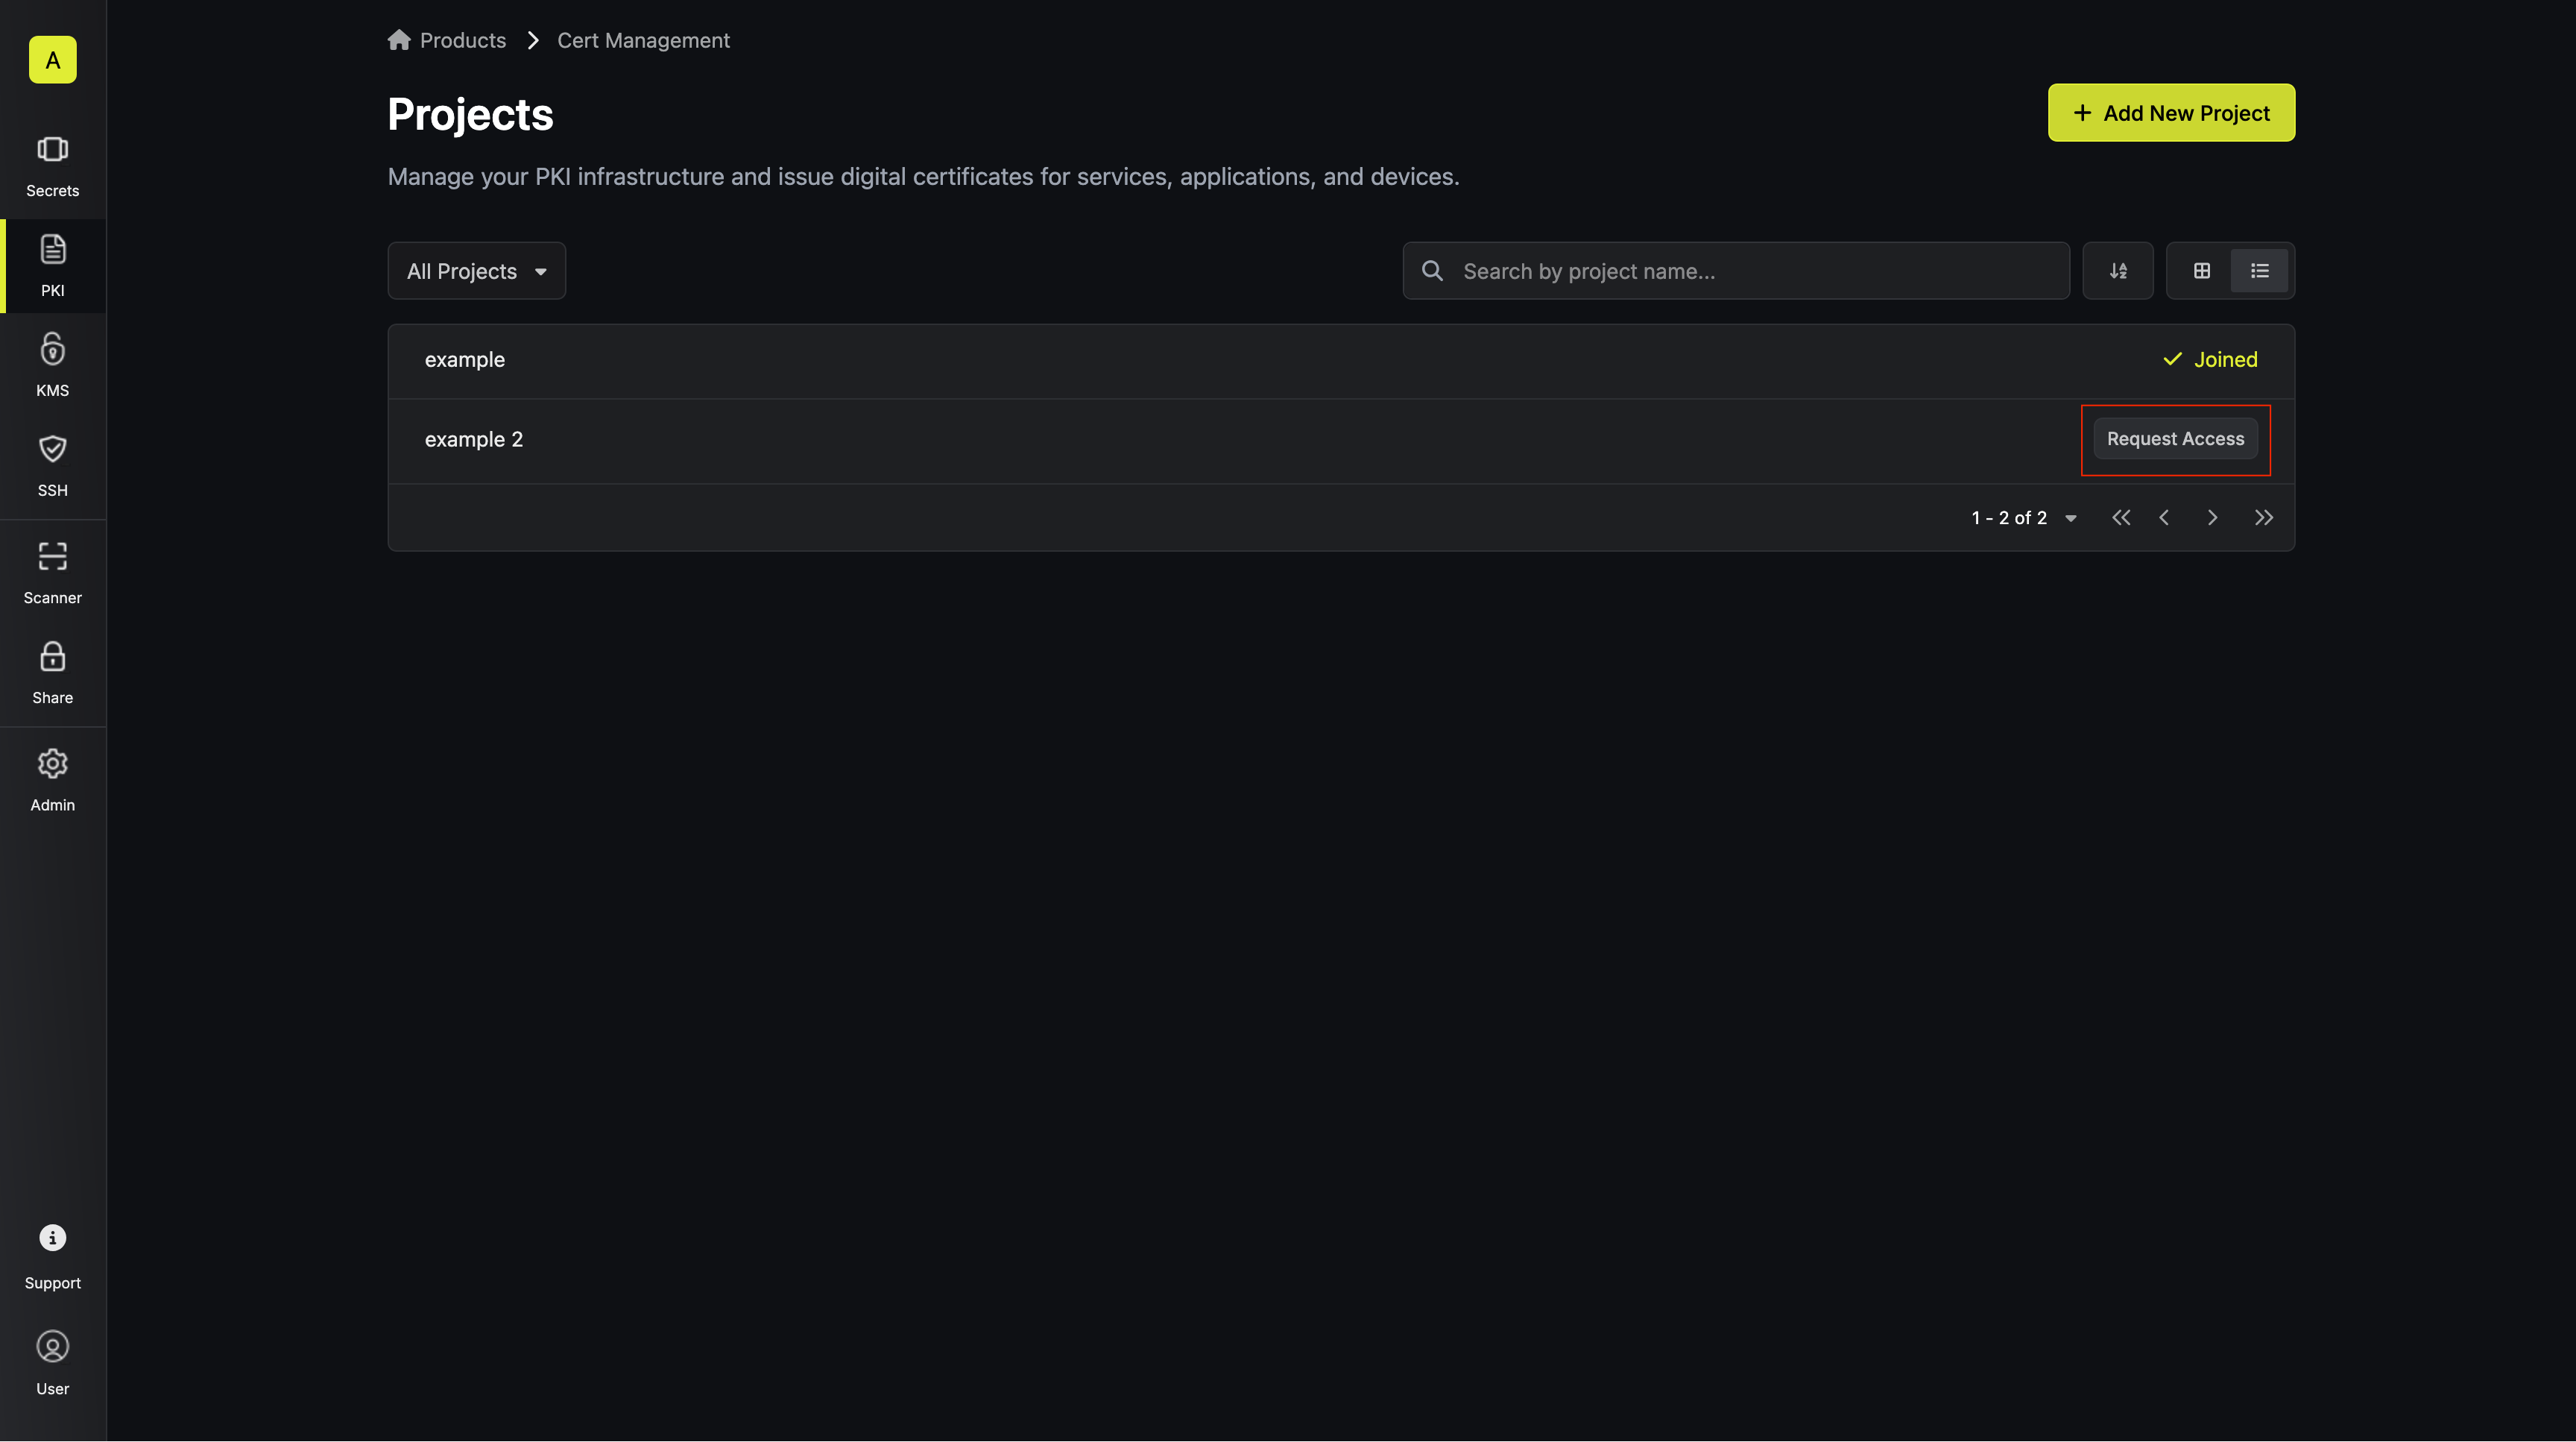 A
Secrets
PKI
KMS
SSH
Scanner
Share
Admin
Support
User
Products
Cert Management
Projects
Add New Project
Manage your PKI infrastructure and issue digital certificates for services, applications, and devices.
All Projects
Search by project name...
example
Joined
example 2
Request Access
1 - 2 of 2